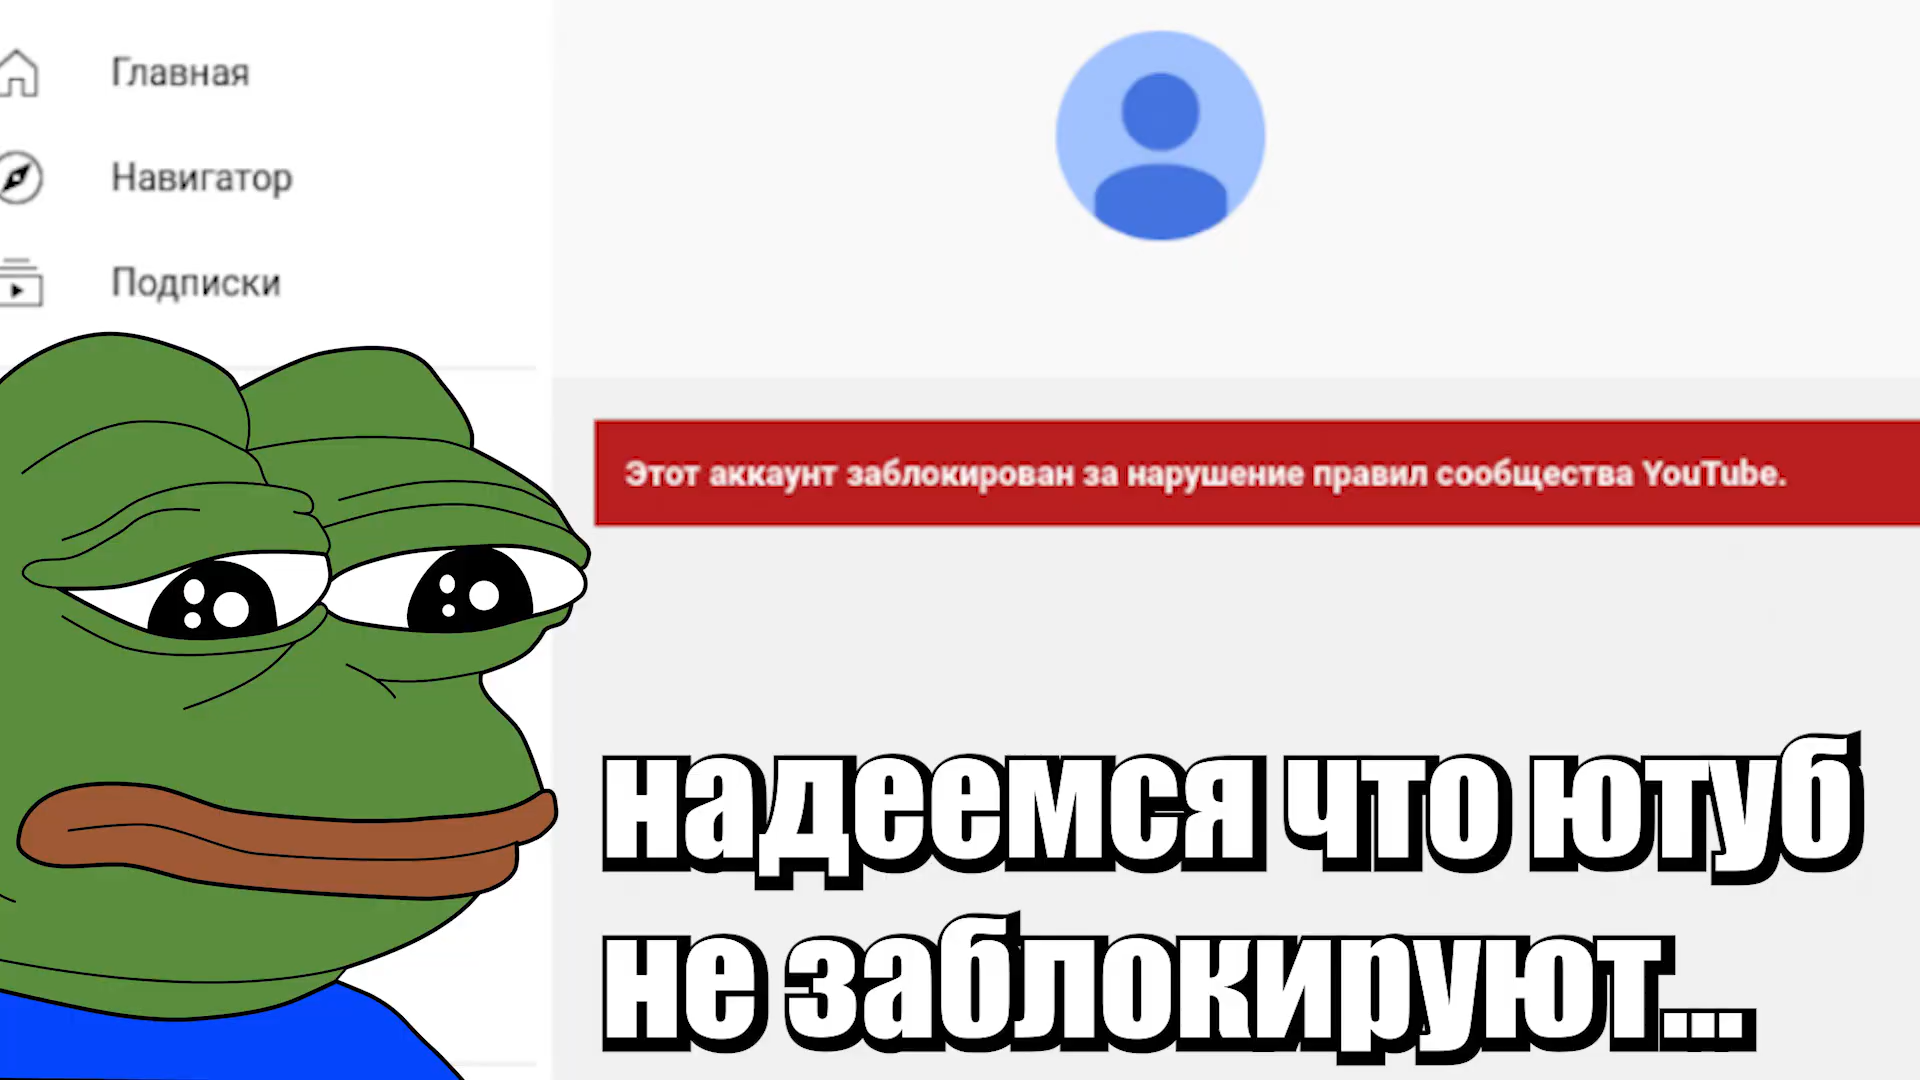 Главная
Навигатор
Подписки
Этот аккаунт заблокирован за нарушение правил сообщества YouTube.
надеемся что ютуб
не заблокируют...